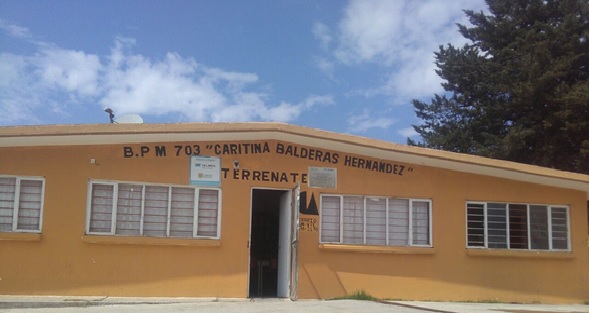 B.P.M 703 "CARITINA BALDERAS HERNANDEZ"
TERRENATE